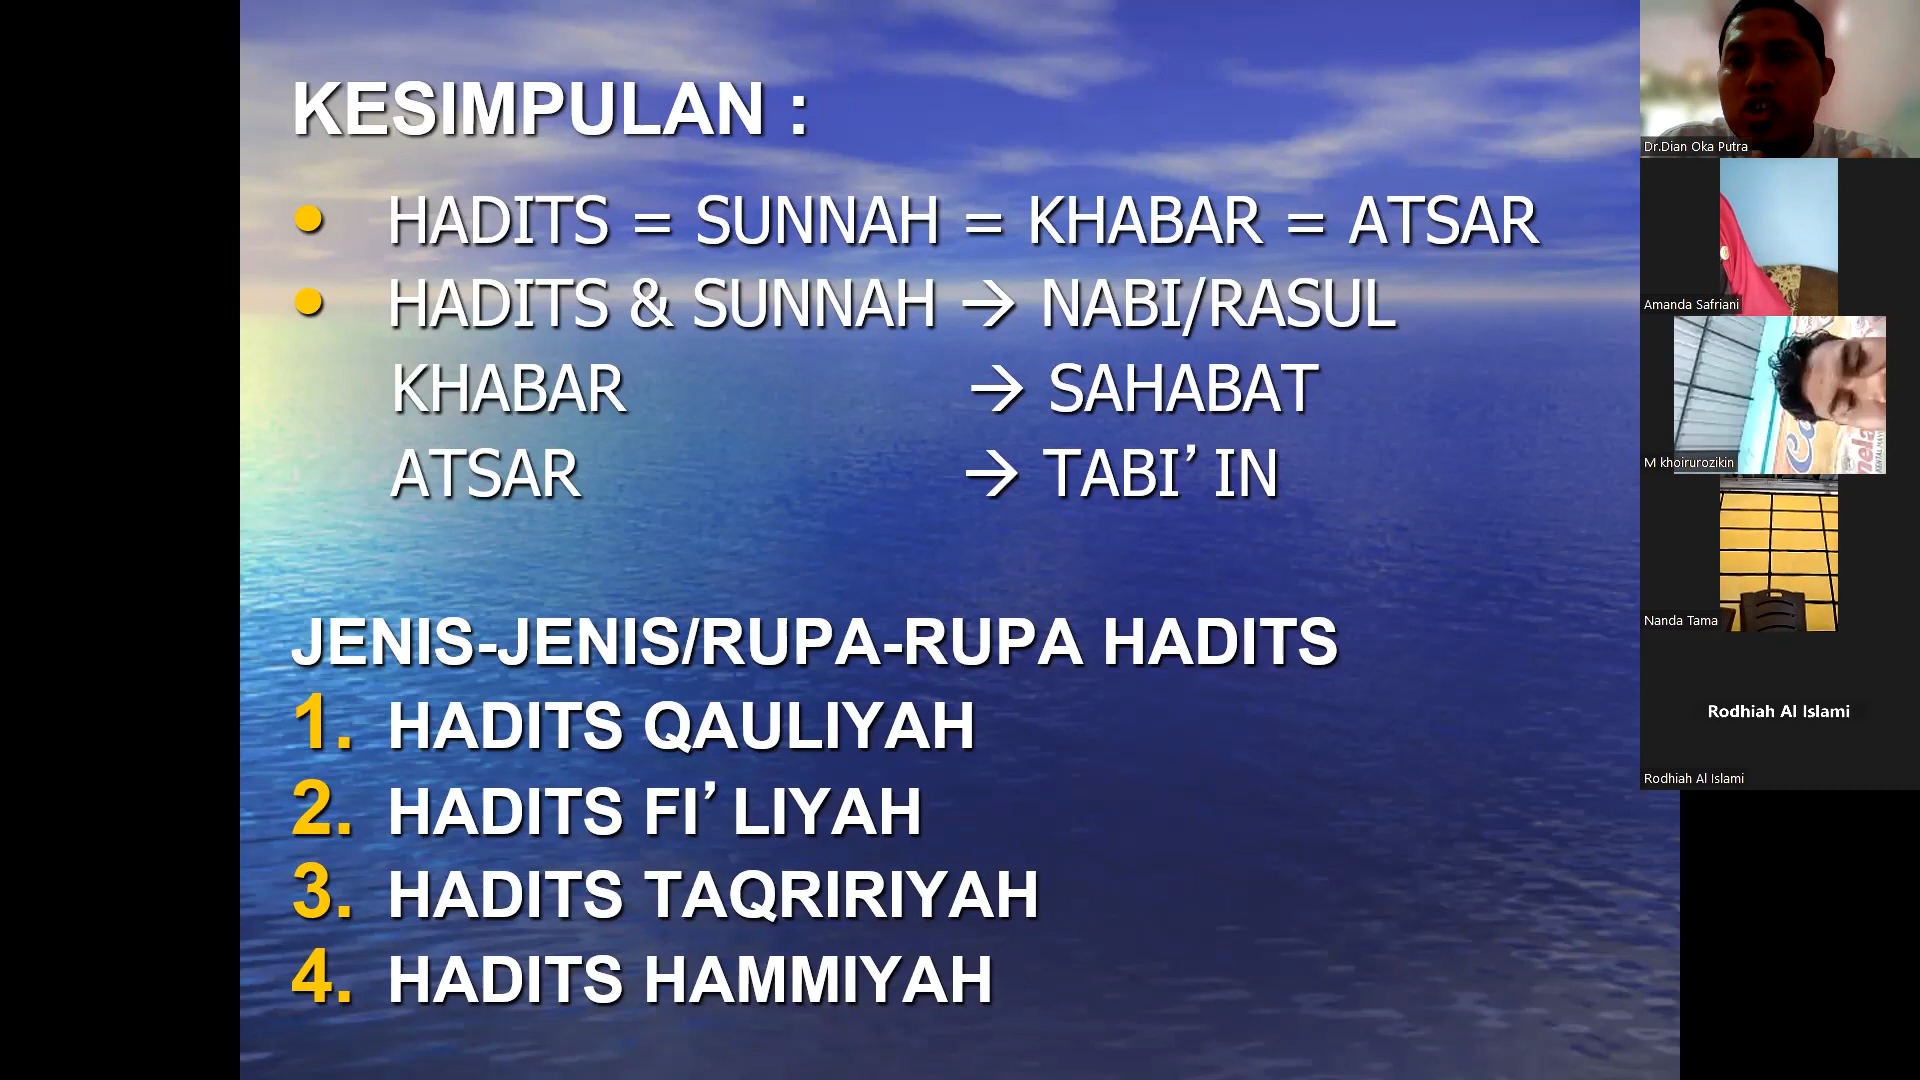 KESIMPULAN :
• HADITS = SUNNAH = KHABAR = ATSAR
• HADITS & SUNNAH → NABI/RASUL
KHABAR → SAHABAT
ATSAR → TABI’IN
JENIS-JENIS/RUPA-RUPA HADITS
1. HADITS QAULIYAH
2. HADITS FI’LIYAH
3. HADITS TAQRIRIYAH
4. HADITS HAMMIYAH
Dr.Dian Oka Putra
Amanda Safriani
M khoirurozikin
Nanda Tama
Rodhiah Al Islami
Rodhiah Al Islami